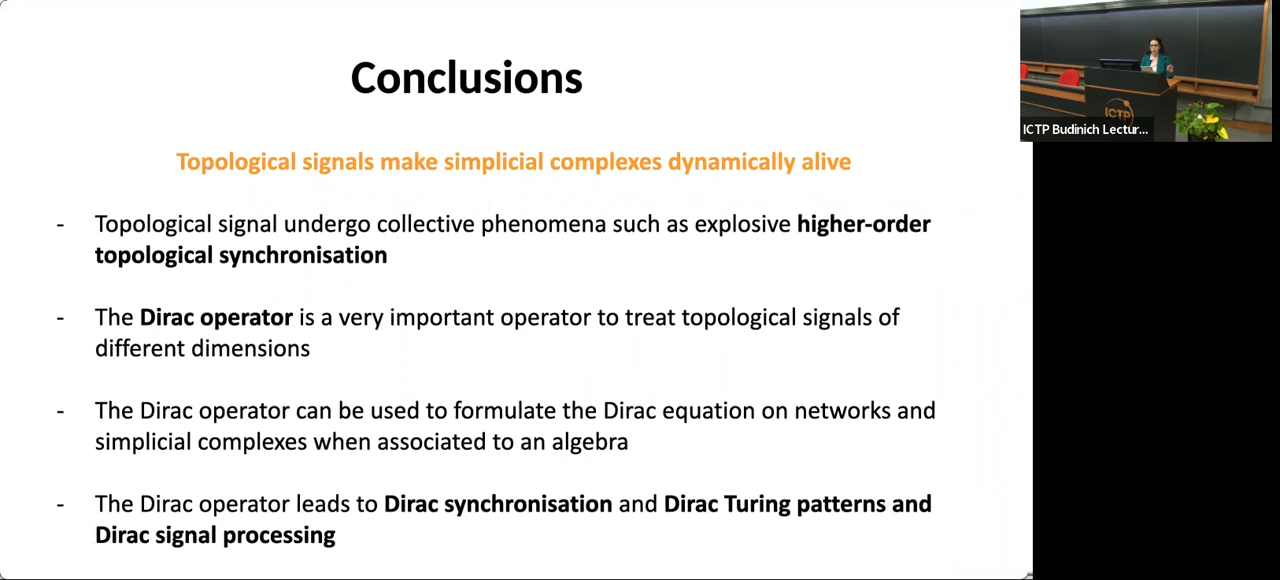 Conclusions
Topological signals make simplicial complexes dynamically alive
- Topological signal undergo collective phenomena such as explosive higher-order
topological synchronisation
- The Dirac operator is a very important operator to treat topological signals of
different dimensions
- The Dirac operator can be used to formulate the Dirac equation on networks and
simplicial complexes when associated to an algebra
- The Dirac operator leads to Dirac synchronisation and Dirac Turing patterns and
Dirac signal processing
ICTP
ICTP Budinich Lectur...